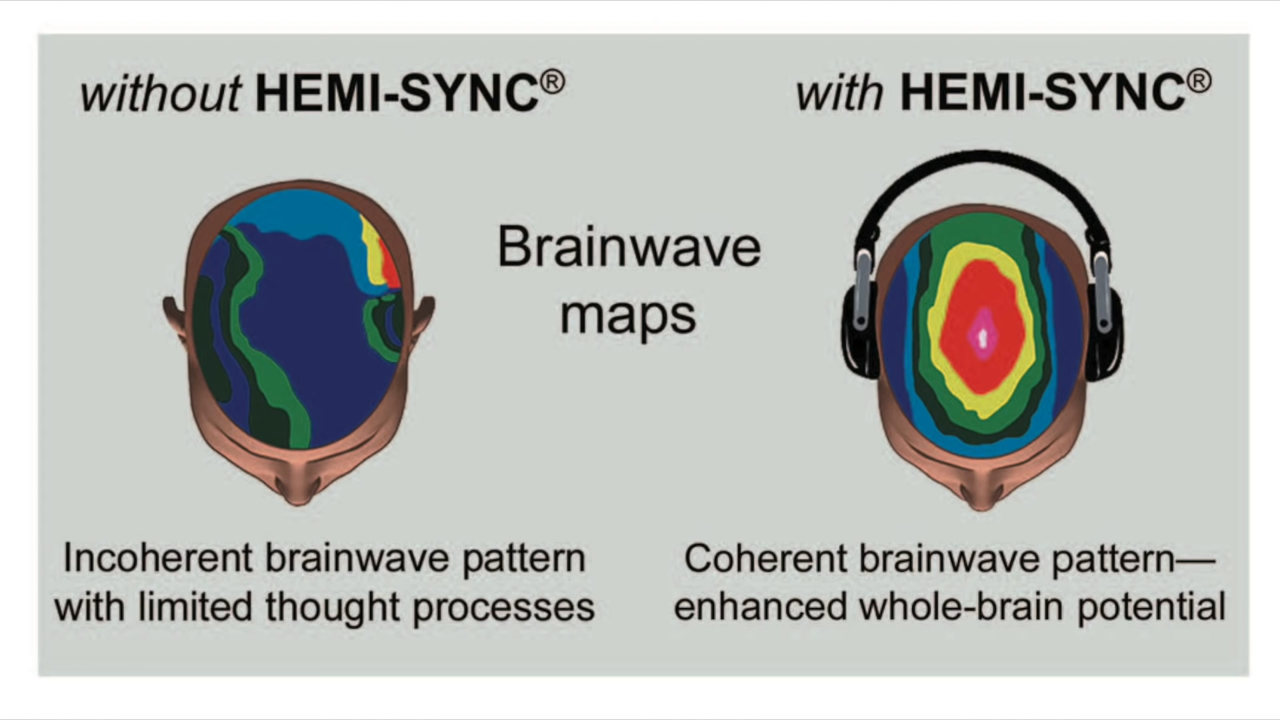 without HEMI-SYNC®
with HEMI-SYNC®
Brainwave
maps
Incoherent brainwave pattern
with limited thought processes
Coherent brainwave pattern—
enhanced whole-brain potential